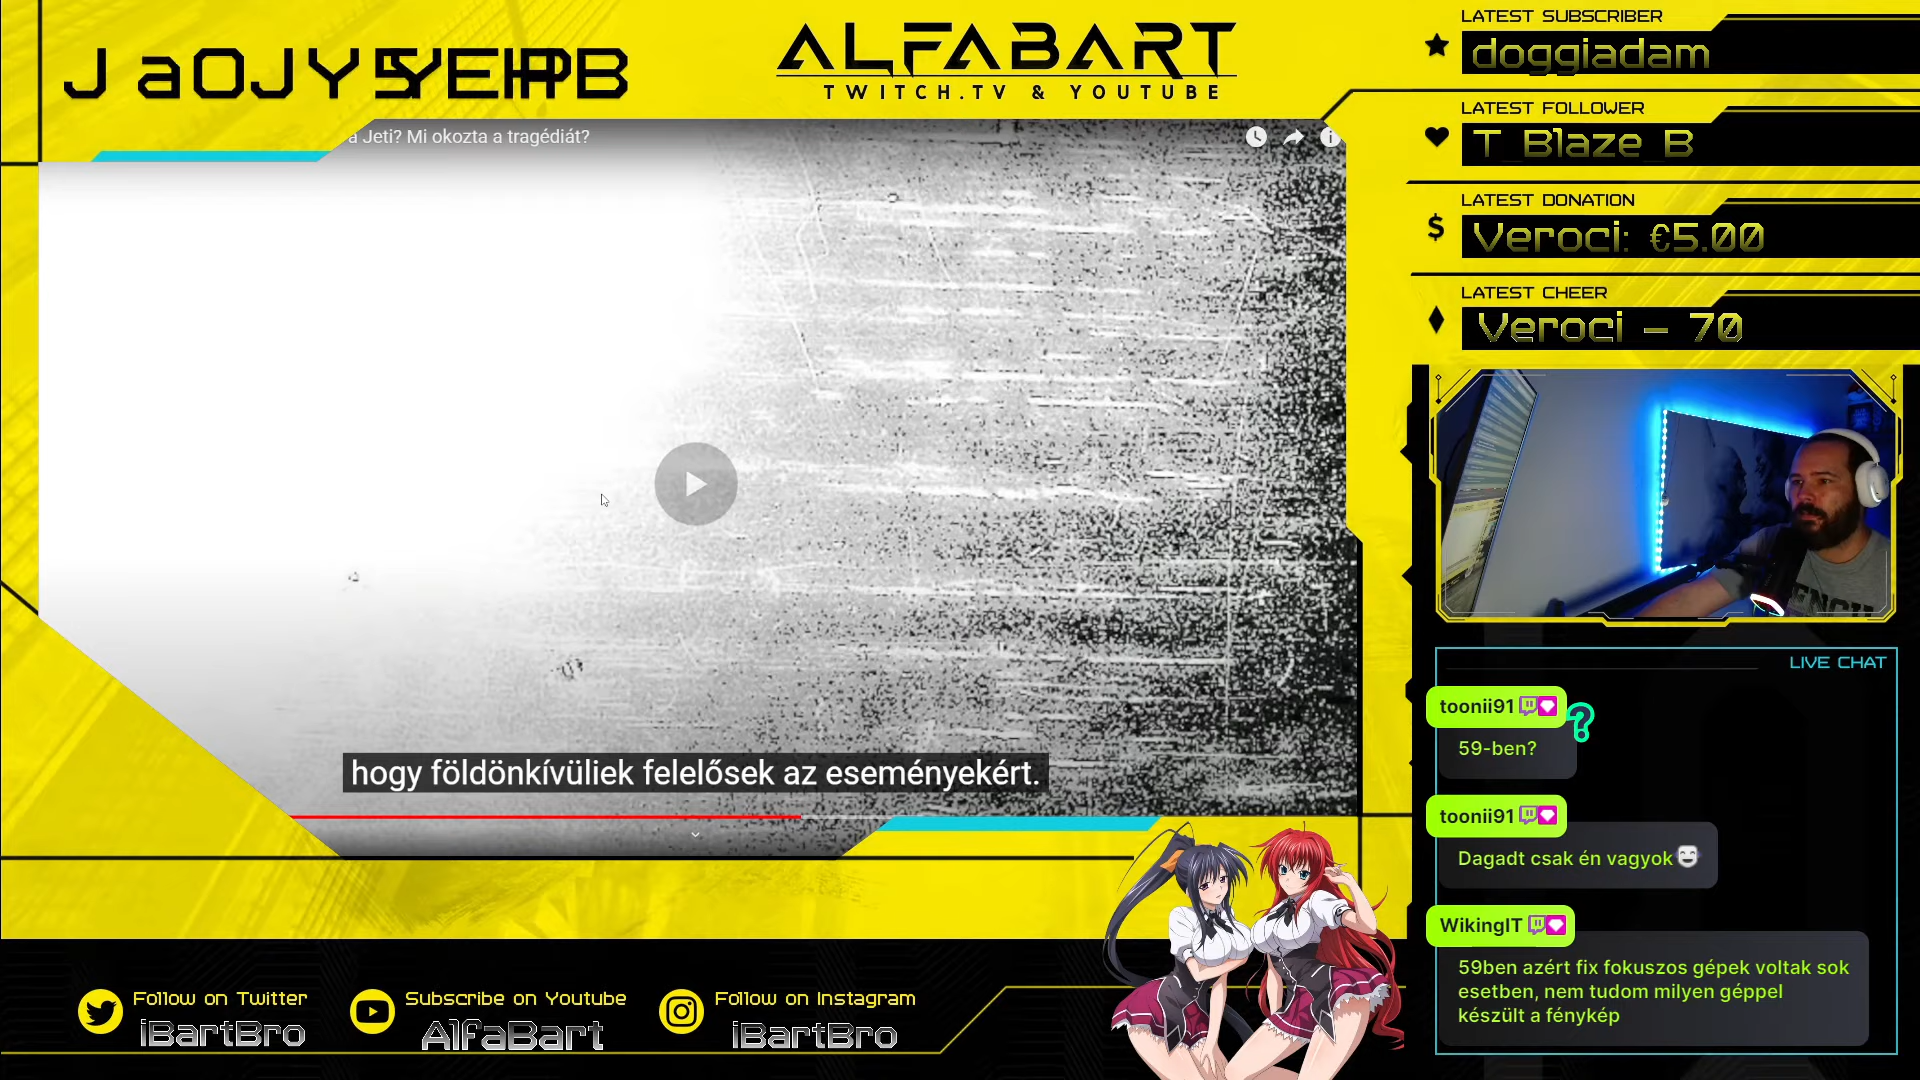 ALFABART
TWITCH.TV & YOUTUBE
a Jeti? Mi okozta a tragédiát?
hogy földönkívüliek felelősek az eseményekért.
LATEST SUBSCRIBER
doggiadam
LATEST FOLLOWER
T_Blaze_B
LATEST DONATION
Veroci: €5.00
LATEST CHEER
Veroci - 70
LIVE CHAT
toonii91
59-ben?
toonii91
Dagadt csak én vagyok
WikingIT
59ben azért fix fokuszos gépek voltak sok
esetben, nem tudom milyen géppel
készült a fénykép
Follow on Twitter
iBartBro
Subscribe on Youtube
AlfaBart
Follow on Instagram
iBartBro